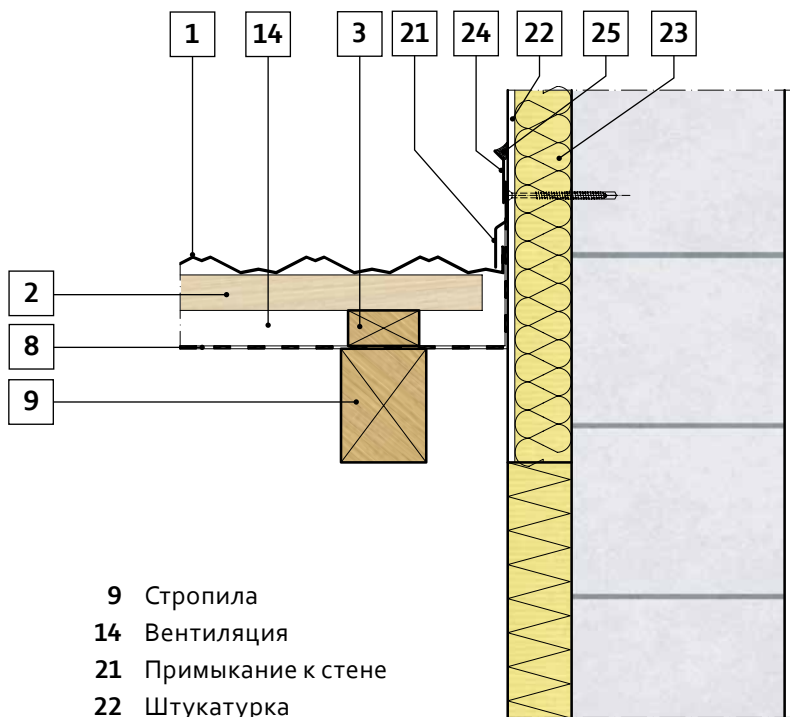 1 14 3 21 24 22 25 23
2
8
9
9 Стропила
14 Вентиляция
21 Примыкание к стене
22 Штукатурка